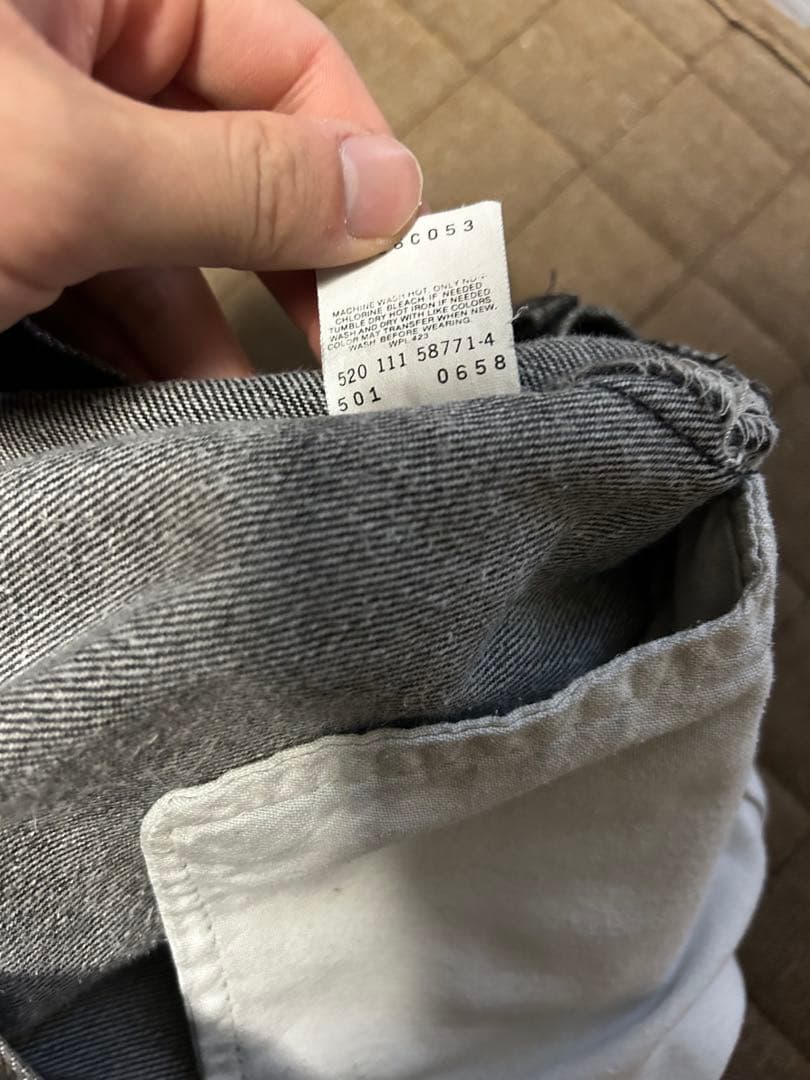 8C053
MACHINE WASH HOT, ONLY NON-
CHLORINE BLEACH IF NEEDED
TUMBLE DRY HOT IRON IF NEEDED
WASH AND DRY WITH LIKE COLORS
COLOR MAY TRANSFER WHEN NEW,
WASH BEFORE WEARING.
WPL 423
520 111 58771-4
501 0658